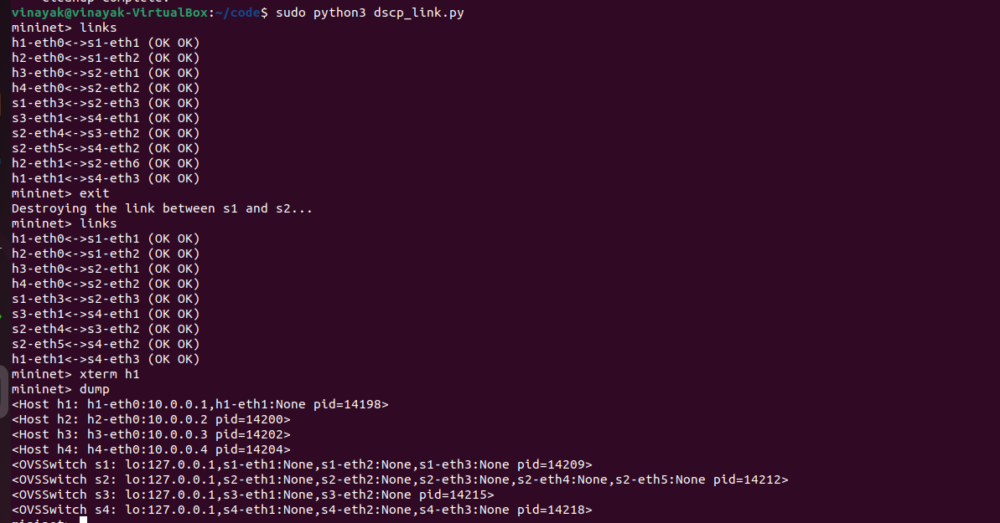 cleanup complete.
vinayak@vinayak-VirtualBox:~/code$ sudo python3 dscp_link.py
mininet> links
h1-eth0<->s1-eth1 (OK OK)
h2-eth0<->s1-eth2 (OK OK)
h3-eth0<->s2-eth1 (OK OK)
h4-eth0<->s2-eth2 (OK OK)
s1-eth3<->s2-eth3 (OK OK)
s3-eth1<->s4-eth1 (OK OK)
s2-eth4<->s3-eth2 (OK OK)
s2-eth5<->s4-eth2 (OK OK)
h2-eth1<->s2-eth6 (OK OK)
h1-eth1<->s4-eth3 (OK OK)
mininet> exit
Destroying the link between s1 and s2...
mininet> links
h1-eth0<->s1-eth1 (OK OK)
h2-eth0<->s1-eth2 (OK OK)
h3-eth0<->s2-eth1 (OK OK)
h4-eth0<->s2-eth2 (OK OK)
s1-eth3<->s2-eth3 (OK OK)
s3-eth1<->s4-eth1 (OK OK)
s2-eth4<->s3-eth2 (OK OK)
s2-eth5<->s4-eth2 (OK OK)
h1-eth1<->s4-eth3 (OK OK)
mininet> xterm h1
mininet> dump
<Host h1: h1-eth0:10.0.0.1,h1-eth1:None pid=14198>
<Host h2: h2-eth0:10.0.0.2 pid=14200>
<Host h3: h3-eth0:10.0.0.3 pid=14202>
<Host h4: h4-eth0:10.0.0.4 pid=14204>
<OVSSwitch s1: lo:127.0.0.1,s1-eth1:None,s1-eth2:None,s1-eth3:None pid=14209>
<OVSSwitch s2: lo:127.0.0.1,s2-eth1:None,s2-eth2:None,s2-eth3:None,s2-eth4:None,s2-eth5:None pid=14212>
<OVSSwitch s3: lo:127.0.0.1,s3-eth1:None,s3-eth2:None pid=14215>
<OVSSwitch s4: lo:127.0.0.1,s4-eth1:None,s4-eth2:None,s4-eth3:None pid=14218>
mininet>